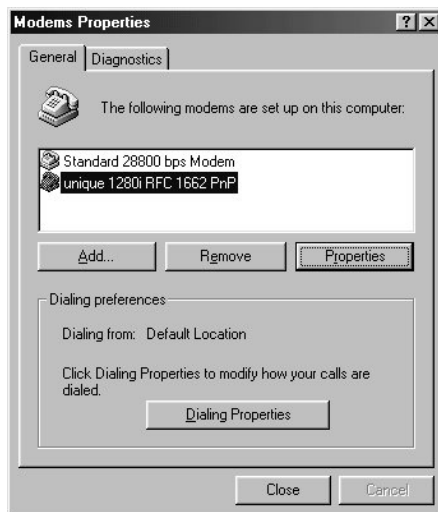 Modems Properties
General Diagnostics
The following modems are set up on this computer:
Standard 28800 bps Modem
unique 1280i RFC 1662 PnP
Add... Remove Properties
Dialing preferences
Dialing from: Default Location
Click Dialing Properties to modify how your calls are
dialed.
Dialing Properties
Close Cancel